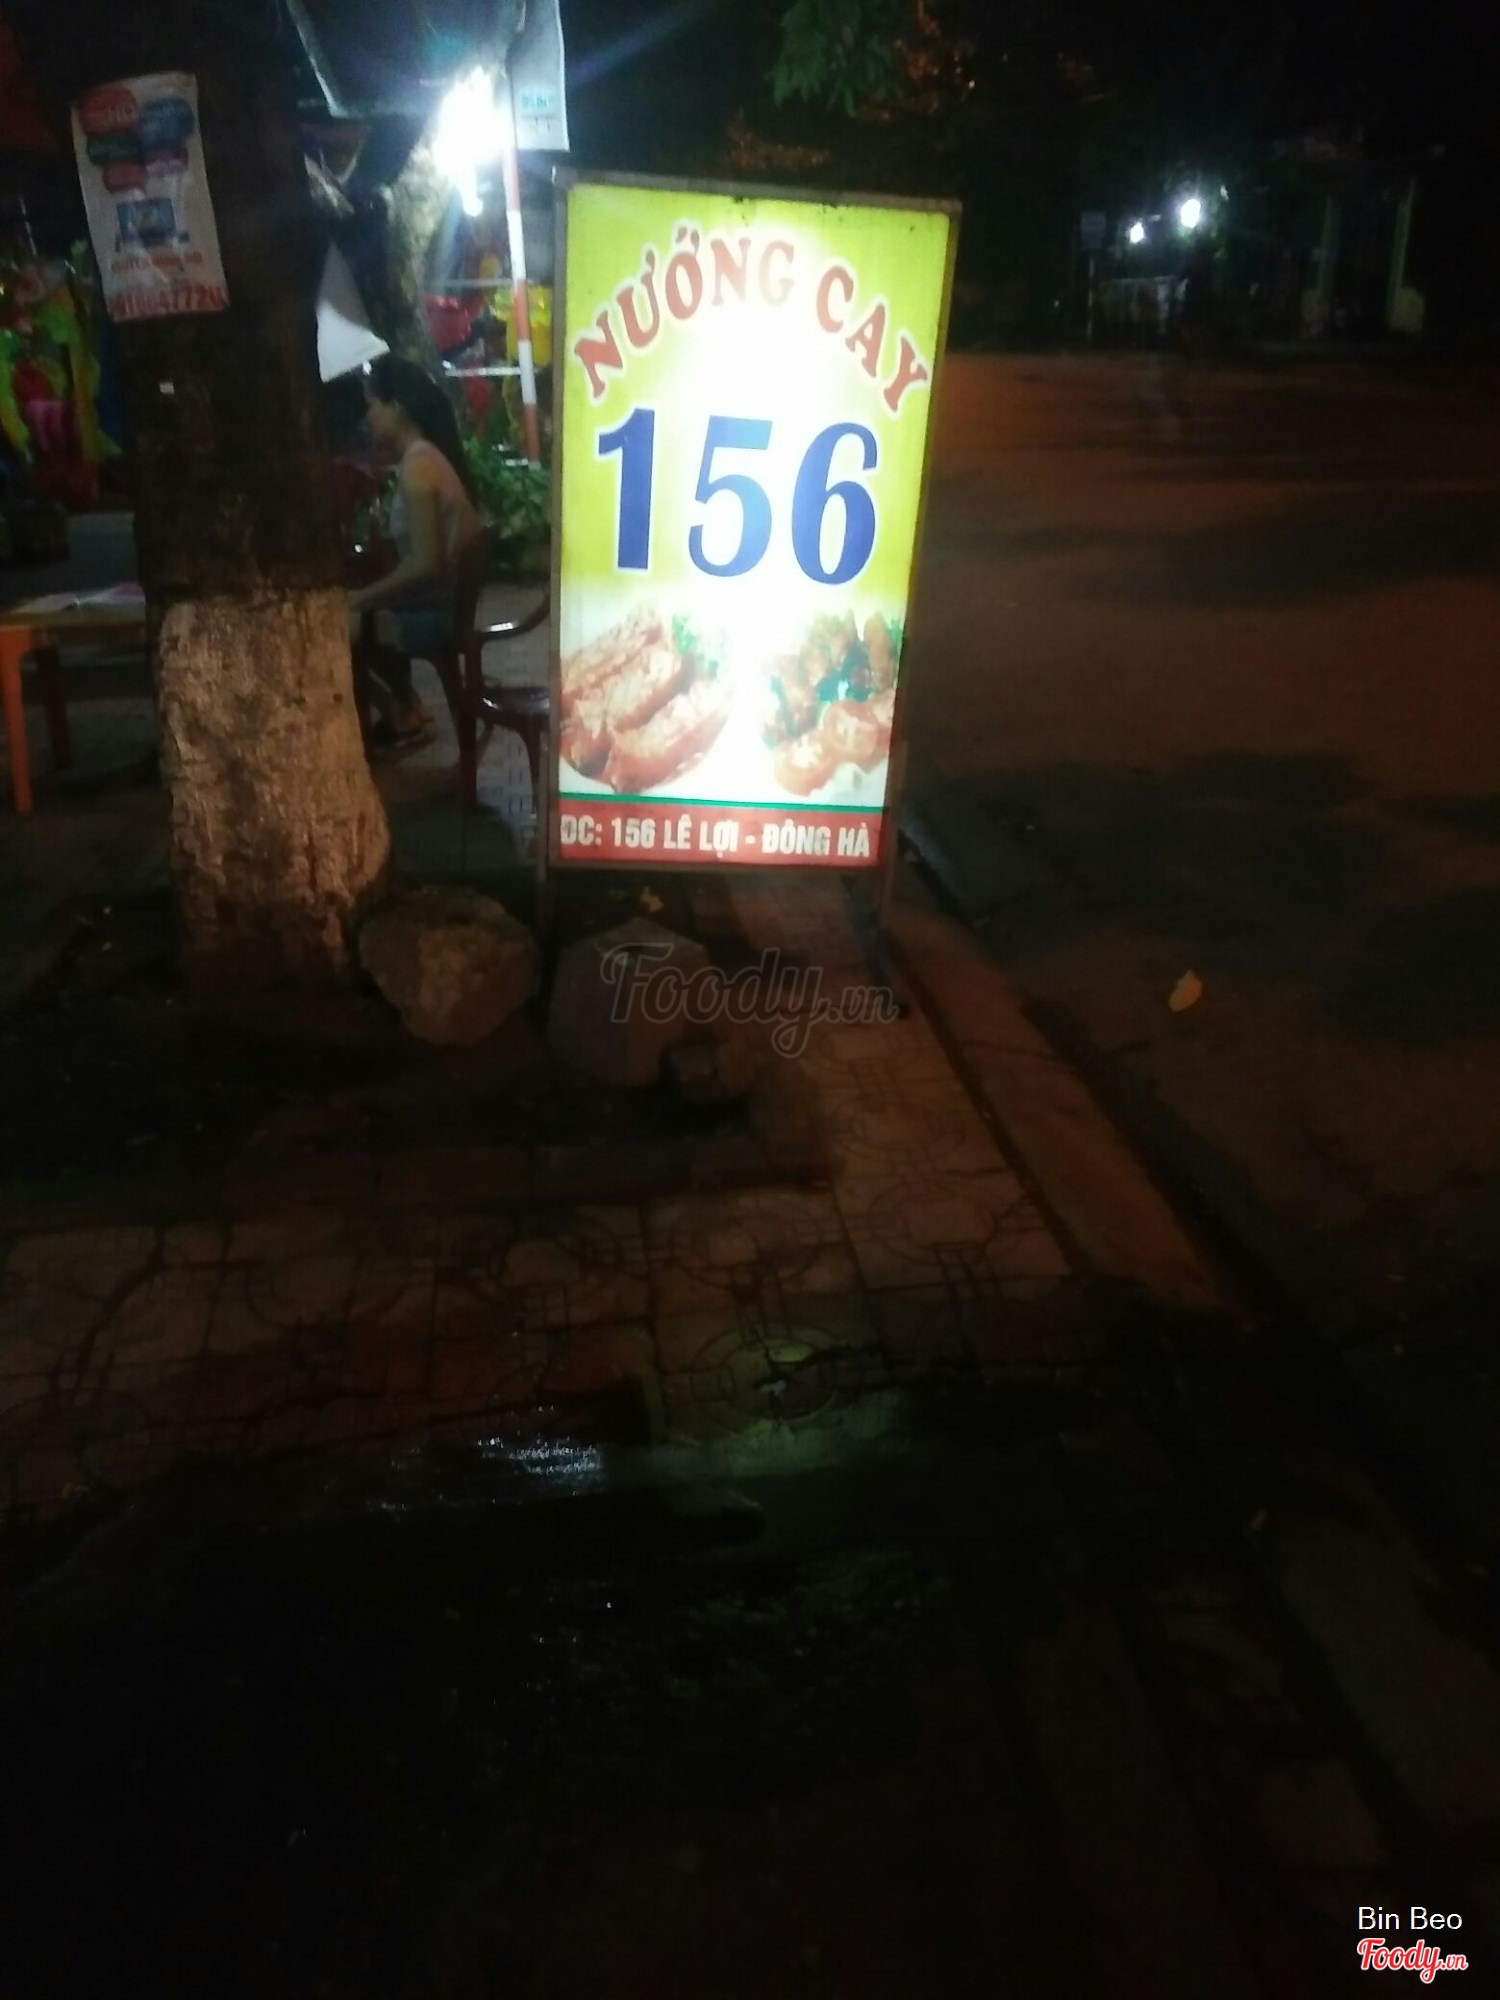 NƯỚNG CAY
156
ĐC: 156 LÊ LỢI - ĐÔNG HÀ
Foody.vn
Bin Beo
Foody.vn